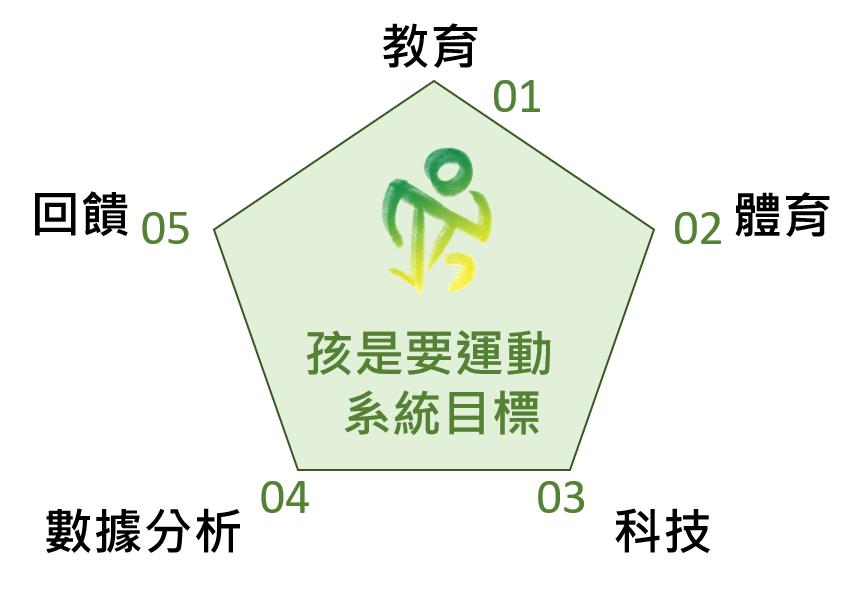 教育
01
02 體育
03
科技
04
數據分析
回饋 05
孩是要運動
系統目標